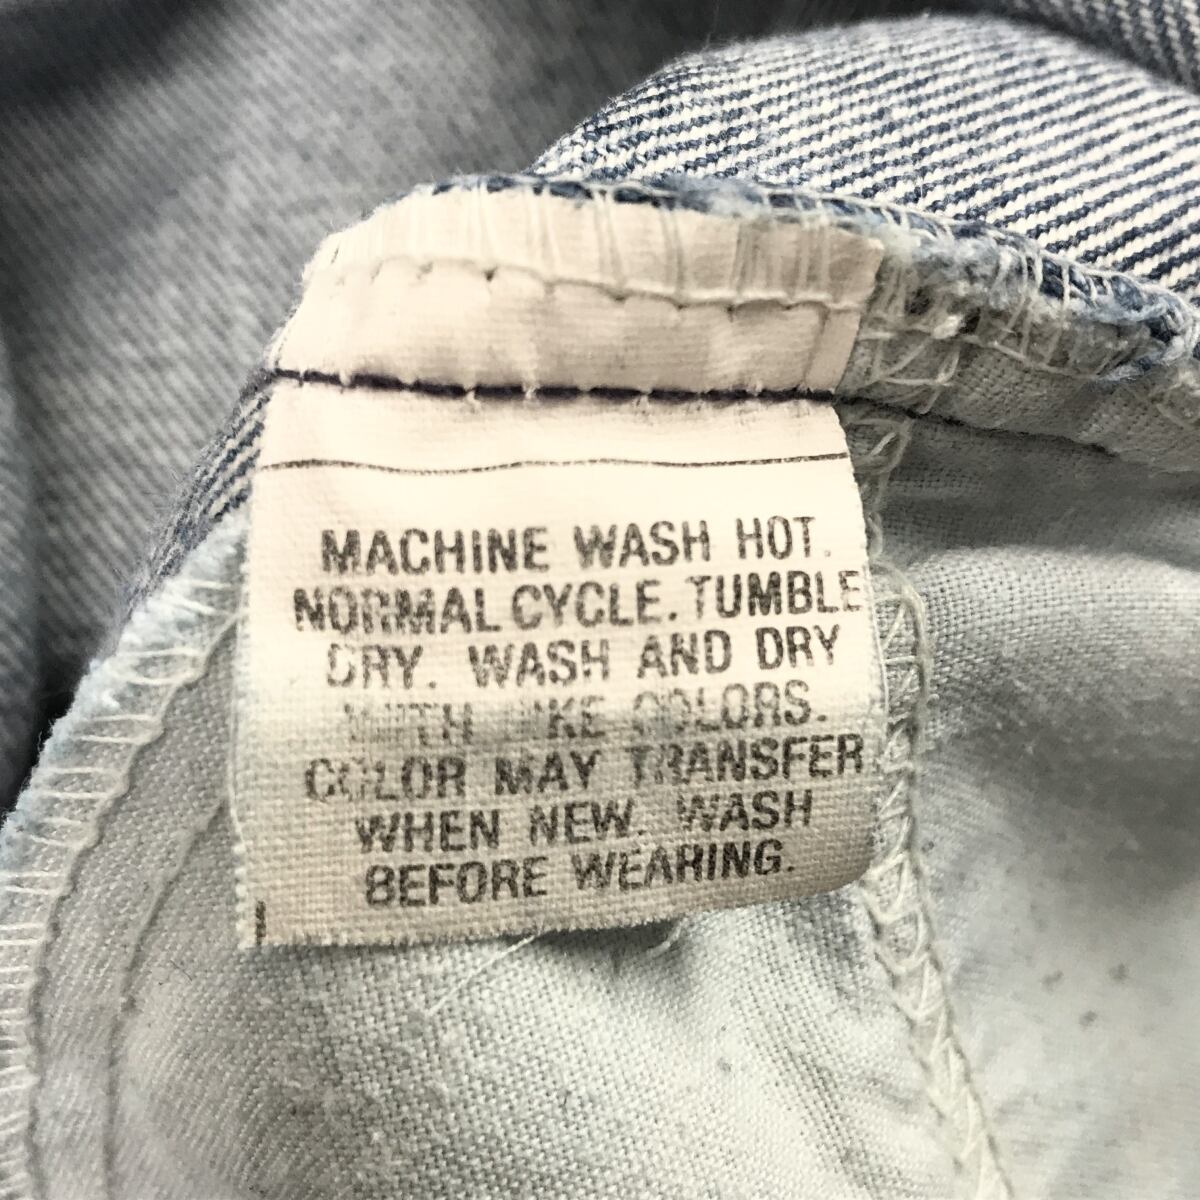 MACHINE WASH HOT.
NORMAL CYCLE. TUMBLE
DRY. WASH AND DRY
WITH LIKE COLORS.
COLOR MAY TRANSFER
WHEN NEW. WASH
BEFORE WEARING.